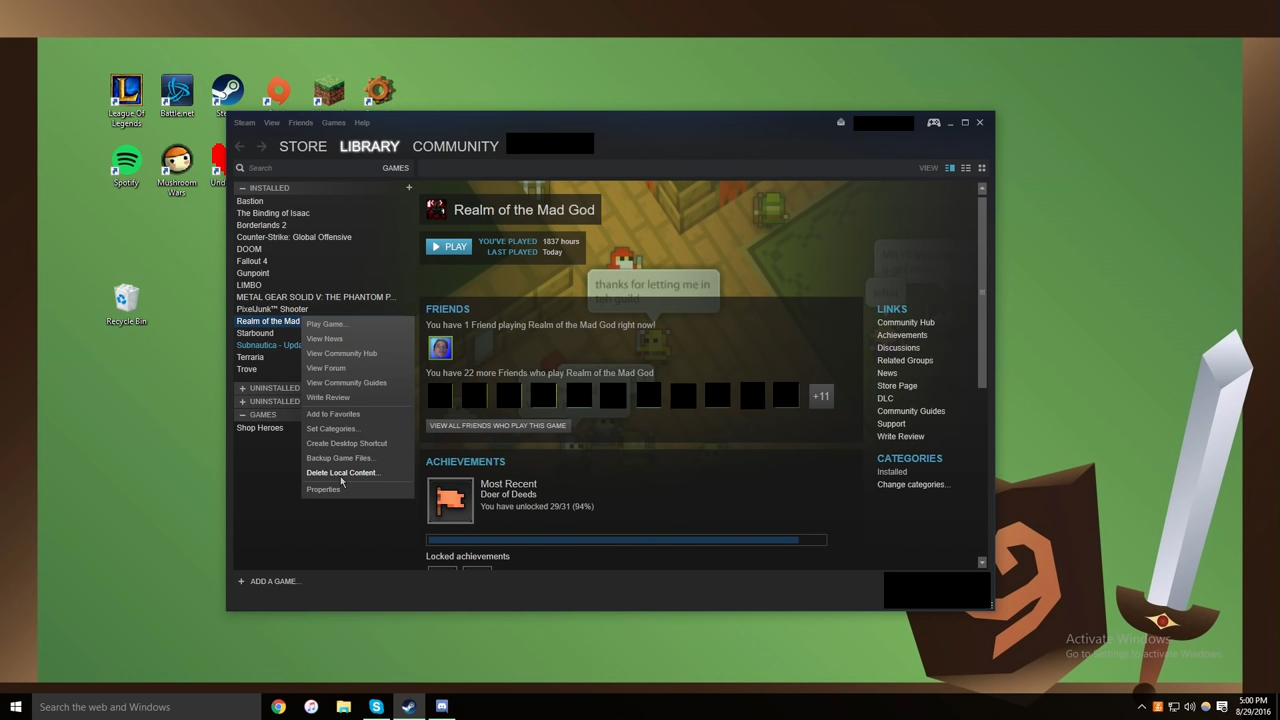 League Of
Legends
Battle.net
Ste
Spotify
Mushroom
Wars
Und
Recycle Bin
Steam View Friends Games Help
STORE LIBRARY COMMUNITY
Search GAMES VIEW
— INSTALLED +
Bastion
The Binding of Isaac
Borderlands 2
Counter-Strike: Global Offensive
DOOM
Fallout 4
Gunpoint
LIMBO
METAL GEAR SOLID V: THE PHANTOM P...
PixelJunk™ Shooter
Realm of the Mad
Starbound
Subnautica - Upda
Terraria
Trove
+ UNINSTALLED
+ UNINSTALLED
— GAMES
Shop Heroes
Play Game...
View News
View Community Hub
View Forum
View Community Guides
Write Review
Add to Favorites
Set Categories...
Create Desktop Shortcut
Backup Game Files...
Delete Local Content...
Properties
Realm of the Mad God
PLAY
YOU'VE PLAYED 1837 hours
LAST PLAYED Today
thanks for letting me in
teh guild
FRIENDS
You have 1 Friend playing Realm of the Mad God right now!
You have 22 more Friends who play Realm of the Mad God
+11
VIEW ALL FRIENDS WHO PLAY THIS GAME
ACHIEVEMENTS
Most Recent
Doer of Deeds
You have unlocked 29/31 (94%)
Locked achievements
LINKS
Community Hub
Achievements
Discussions
Related Groups
News
Store Page
DLC
Community Guides
Support
Write Review
CATEGORIES
Installed
Change categories...
+ ADD A GAME...
Activate Windows
Go to Settings to activate Windows.
Search the web and Windows
5:00 PM
8/29/2016